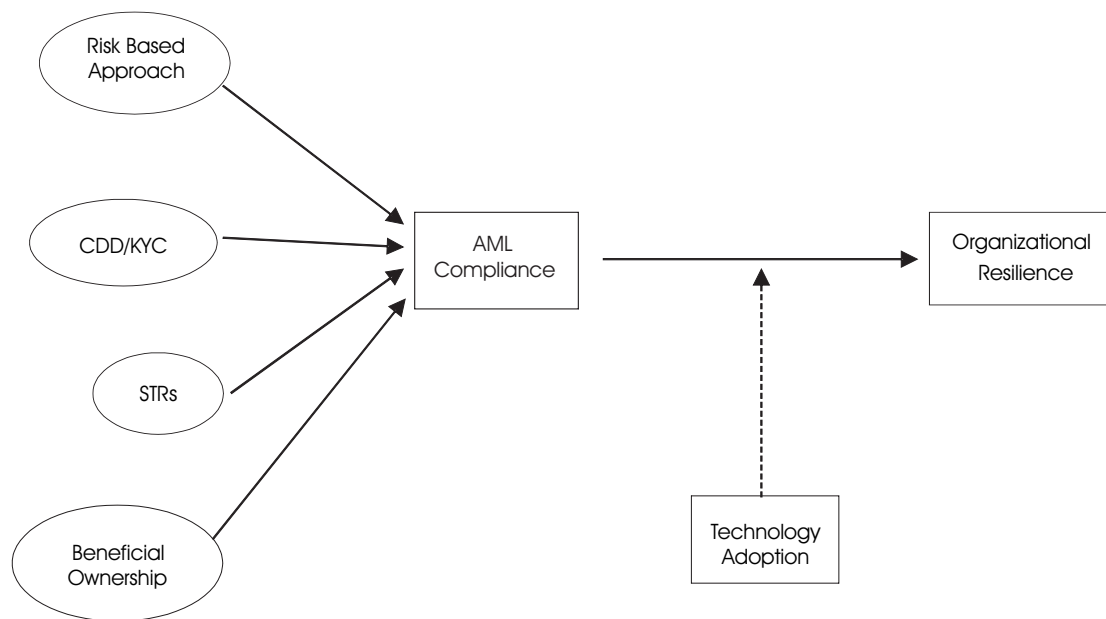 Risk Based
Approach
CDD/KYC
STRs
Beneficial
Ownership
AML
Compliance
Technology
Adoption
Organizational
Resilience